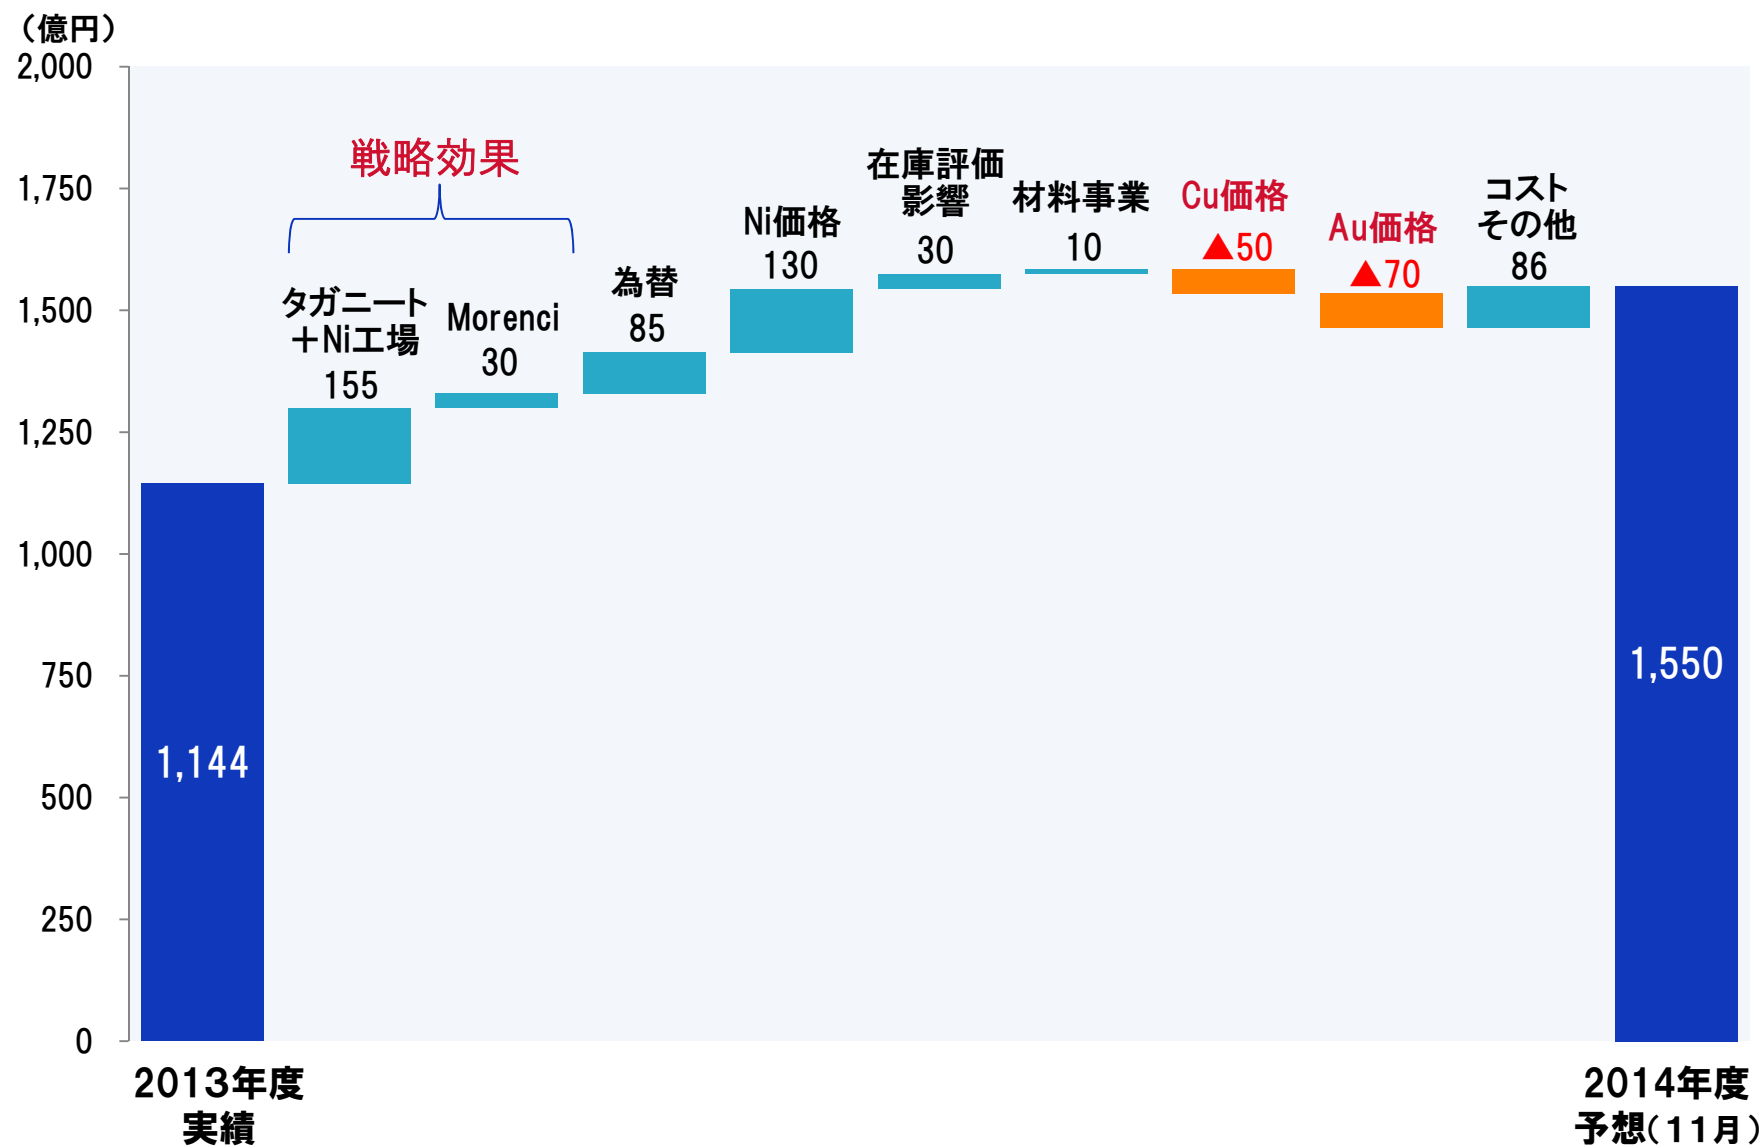 （億円）
2,000
1,750
1,500
1,250
1,000
750
500
250
0
戦略効果
タガニート
＋Ni工場
155
Morenci
30
為替
85
Ni価格
130
在庫評価
影響
30
材料事業
10
Cu価格
▲50
Au価格
▲70
コスト
その他
86
1,144
1,550
2013年度
実績
2014年度
予想（11月）